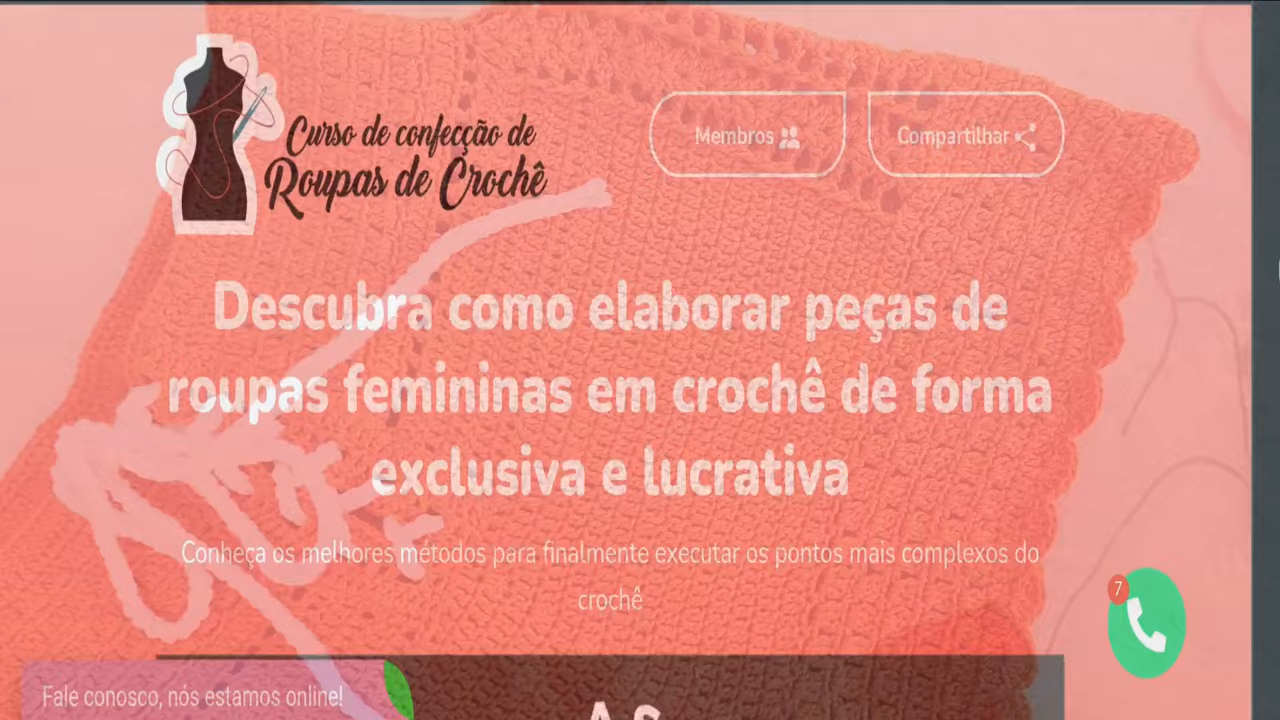 Curso de confecção de
Roupas de Crochê
Membros
Compartilhar
Descubra como elaborar peças de
roupas femininas em crochê de forma
exclusiva e lucrativa
Conheça os melhores métodos para finalmente executar os pontos mais complexos do
crochê
7
Fale conosco, nós estamos online!